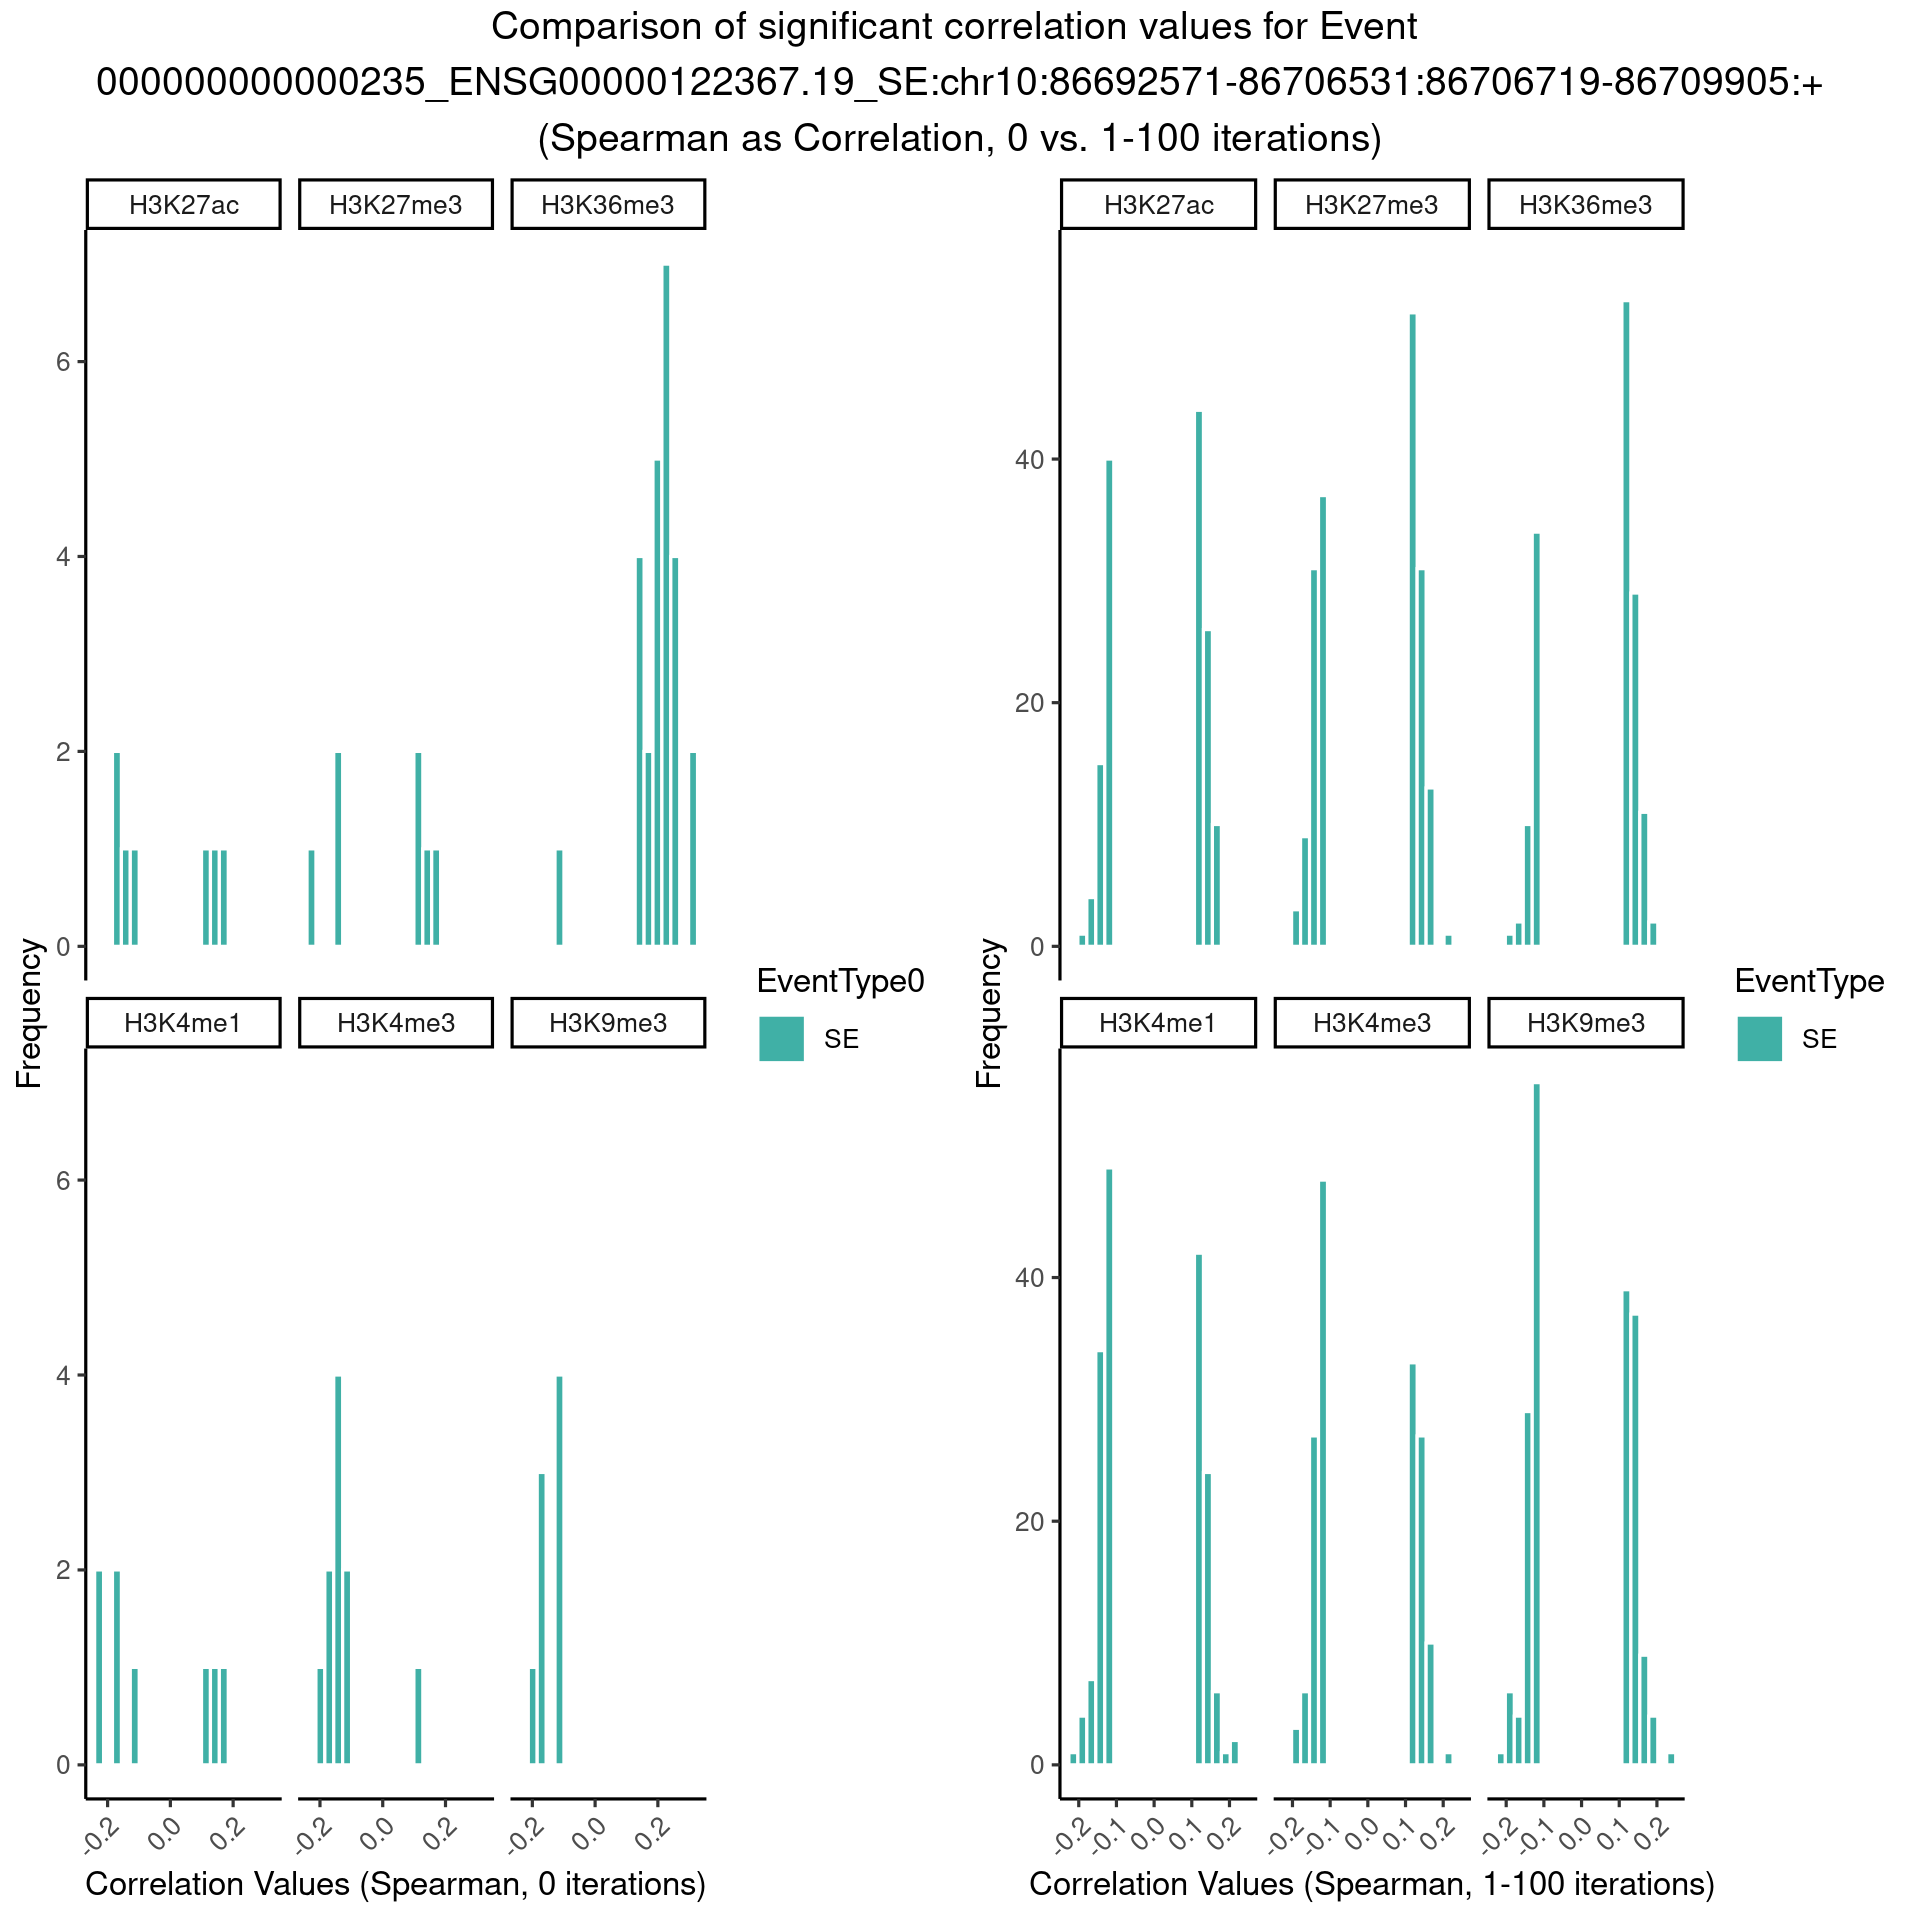 Comparison of significant correlation values for Event
000000000000235_ENSG00000122367.19_SE:chr10:86692571-86706531:86706719-86709905:+
(Spearman as Correlation, 0 vs. 1-100 iterations)
H3K27ac H3K27me3 H3K36me3
6
4
2
0
H3K4me1 H3K4me3 H3K9me3
6
4
2
0
-0.2 0.0 0.2 -0.2 0.0 0.2 -0.2 0.0 0.2
Frequency
Correlation Values (Spearman, 0 iterations)
EventType0
SE
H3K27ac H3K27me3 H3K36me3
40
20
0
H3K4me1 H3K4me3 H3K9me3
40
20
0
-0.2 -0.1 0.0 0.1 0.2 -0.2 -0.1 0.0 0.1 0.2 -0.2 -0.1 0.0 0.1 0.2
Frequency
Correlation Values (Spearman, 1-100 iterations)
EventType
SE